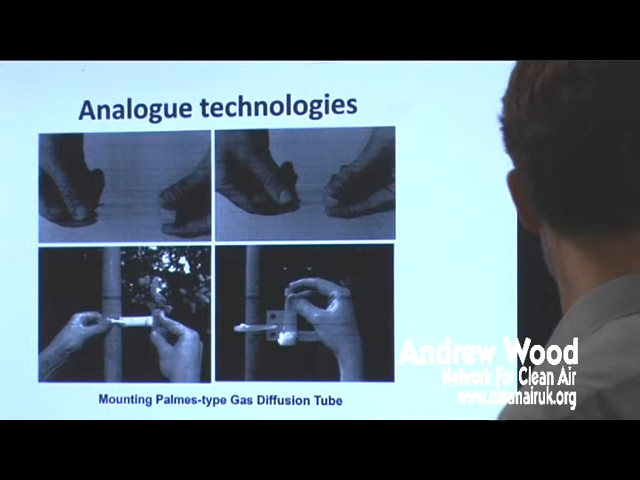 Analogue technologies
Mounting Palmes-type Gas Diffusion Tube
Andrew Wood
Network For Clean Air
www.cleanairuk.org